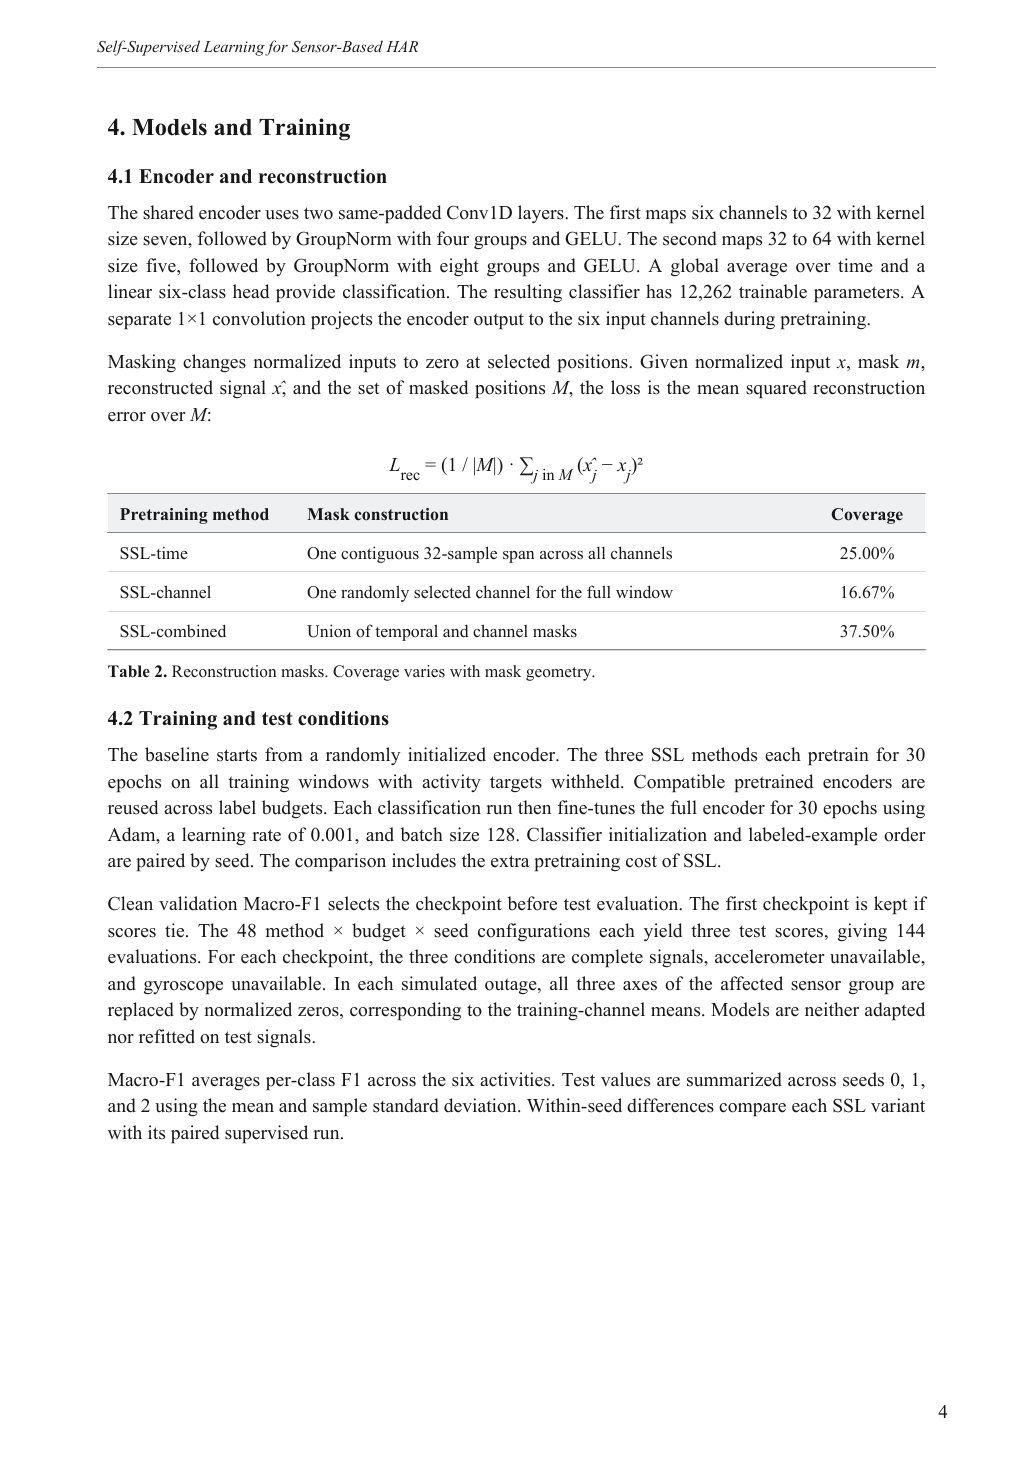 Self-Supervised Learning for Sensor-Based HAR
4. Models and Training
4.1 Encoder and reconstruction
The shared encoder uses two same-padded Conv1D layers. The first maps six channels to 32 with kernel
size seven, followed by GroupNorm with four groups and GELU. The second maps 32 to 64 with kernel
size five, followed by GroupNorm with eight groups and GELU. A global average over time and a
linear six-class head provide classification. The resulting classifier has 12,262 trainable parameters. A
separate 1×1 convolution projects the encoder output to the six input channels during pretraining.
Masking changes normalized inputs to zero at selected positions. Given normalized input x, mask m,
reconstructed signal x̂, and the set of masked positions M, the loss is the mean squared reconstruction
error over M:
L_rec = (1 / |M|) · ∑_j in M (x̂_j − x_j)²
Pretraining method Mask construction Coverage
SSL-time One contiguous 32-sample span across all channels 25.00%
SSL-channel One randomly selected channel for the full window 16.67%
SSL-combined Union of temporal and channel masks 37.50%
Table 2. Reconstruction masks. Coverage varies with mask geometry.
4.2 Training and test conditions
The baseline starts from a randomly initialized encoder. The three SSL methods each pretrain for 30
epochs on all training windows with activity targets withheld. Compatible pretrained encoders are
reused across label budgets. Each classification run then fine-tunes the full encoder for 30 epochs using
Adam, a learning rate of 0.001, and batch size 128. Classifier initialization and labeled-example order
are paired by seed. The comparison includes the extra pretraining cost of SSL.
Clean validation Macro-F1 selects the checkpoint before test evaluation. The first checkpoint is kept if
scores tie. The 48 method × budget × seed configurations each yield three test scores, giving 144
evaluations. For each checkpoint, the three conditions are complete signals, accelerometer unavailable,
and gyroscope unavailable. In each simulated outage, all three axes of the affected sensor group are
replaced by normalized zeros, corresponding to the training-channel means. Models are neither adapted
nor refitted on test signals.
Macro-F1 averages per-class F1 across the six activities. Test values are summarized across seeds 0, 1,
and 2 using the mean and sample standard deviation. Within-seed differences compare each SSL variant
with its paired supervised run.
4